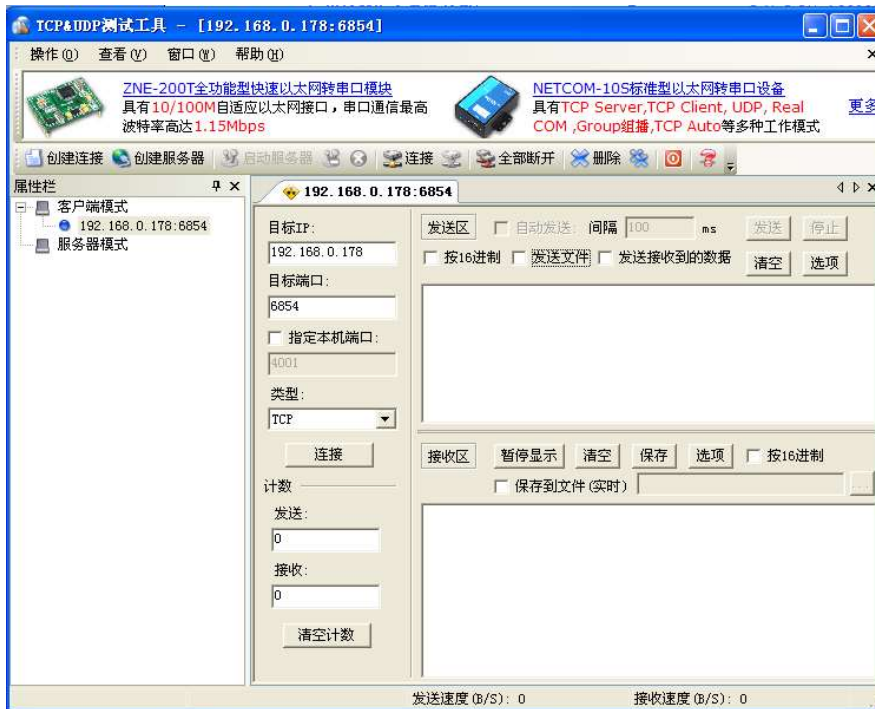 TCP&UDP测试工具 - [192.168.0.178:6854]
操作(O) 查看(V) 窗口(W) 帮助(H)
ZNE-200T全功能型快速以太网转串口模块
具有10/100M自适应以太网接口，串口通信最高
波特率高达1.15Mbps
NETCOM-10S标准型以太网转串口设备
具有TCP Server,TCP Client, UDP, Real
COM ,Group组播,TCP Auto等多种工作模式
更多
创建连接 创建服务器 启动服务器 连接 全部断开 删除
属性栏
客户端模式
192.168.0.178:6854
服务器模式
192.168.0.178:6854
目标IP:
192.168.0.178
目标端口:
6854
指定本机端口:
4001
类型:
TCP
连接
计数
发送:
0
接收:
0
清空计数
发送区 自动发送: 间隔 100 ms 发送 停止
按16进制 发送文件 发送接收到的数据 清空 选项
接收区 暂停显示 清空 保存 选项 按16进制
保存到文件(实时) ...
发送速度(B/S): 0 接收速度(B/S): 0